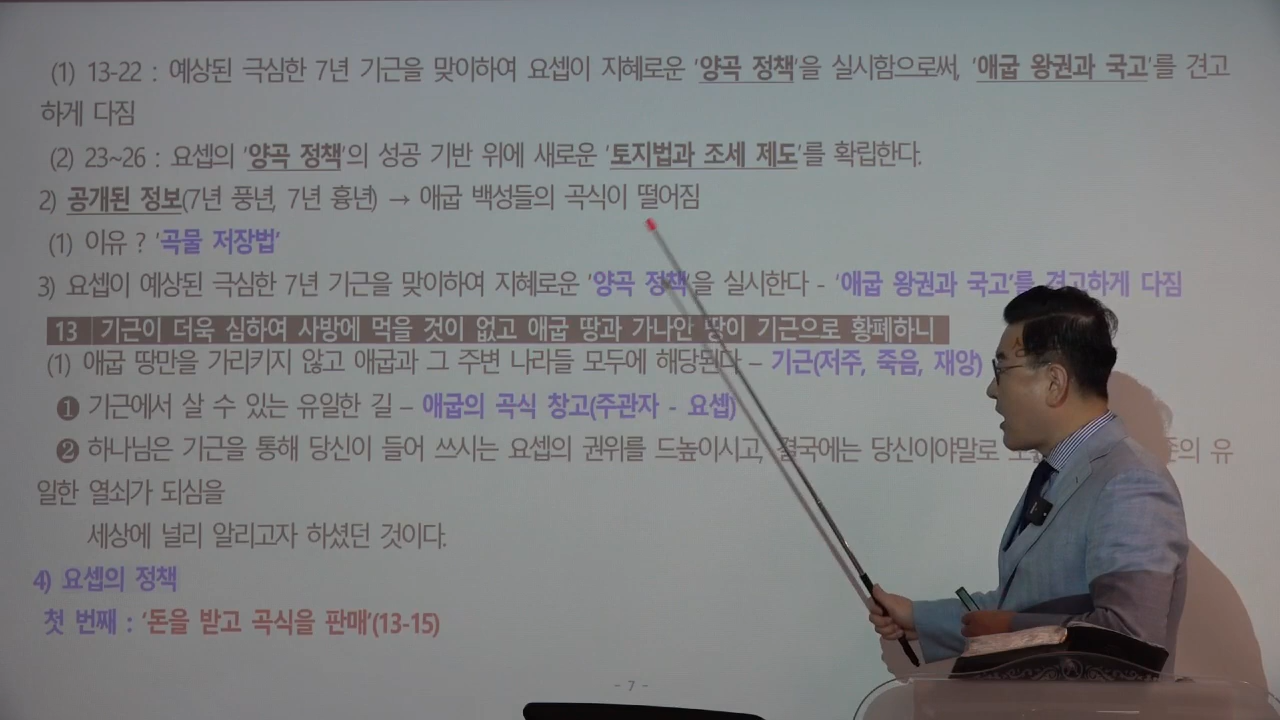 (1) 13-22 : 예상된 극심한 7년 기근을 맞이하여 요셉이 지혜로운 '양곡 정책'을 실시함으로써, '애굽 왕권과 국고'를 견고
하게 다짐
(2) 23~26 : 요셉의 '양곡 정책'의 성공 기반 위에 새로운 '토지법과 조세 제도'를 확립한다.
2) 공개된 정보(7년 풍년, 7년 흉년) → 애굽 백성들의 곡식이 떨어짐
(1) 이유 ? '곡물 저장법'
3) 요셉이 예상된 극심한 7년 기근을 맞이하여 지혜로운 '양곡 정책'을 실시한다 - '애굽 왕권과 국고'를 견고하게 다짐
13 기근이 더욱 심하여 사방에 먹을 것이 없고 애굽 땅과 가나안 땅이 기근으로 황폐하니
(1) 애굽 땅만을 가리키지 않고 애굽과 그 주변 나라들 모두에 해당된다 – 기근(저주, 죽음, 재앙)
❶ 기근에서 살 수 있는 유일한 길 – 애굽의 곡식 창고(주관자 - 요셉)
❷ 하나님은 기근을 통해 당신이 들어 쓰시는 요셉의 권위를 드높이시고, 결국에는 당신이야말로 유
일한 열쇠가 되심을
세상에 널리 알리고자 하셨던 것이다.
4) 요셉의 정책
첫 번째 : '돈을 받고 곡식을 판매'(13-15)
- 7 -